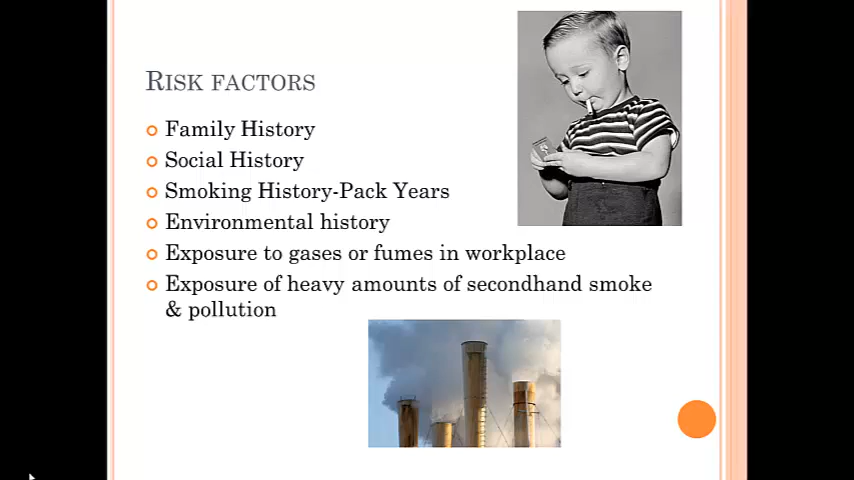 RISK FACTORS
Family History
Social History
Smoking History-Pack Years
Environmental history
Exposure to gases or fumes in workplace
Exposure of heavy amounts of secondhand smoke
& pollution